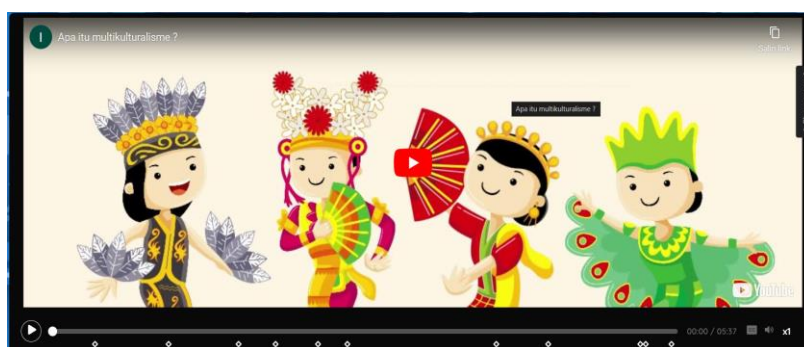 I Apa itu multikulturalisme ?
Salin link
Apa itu multikulturalisme ?
YouTube
00:00 / 05:37
x1